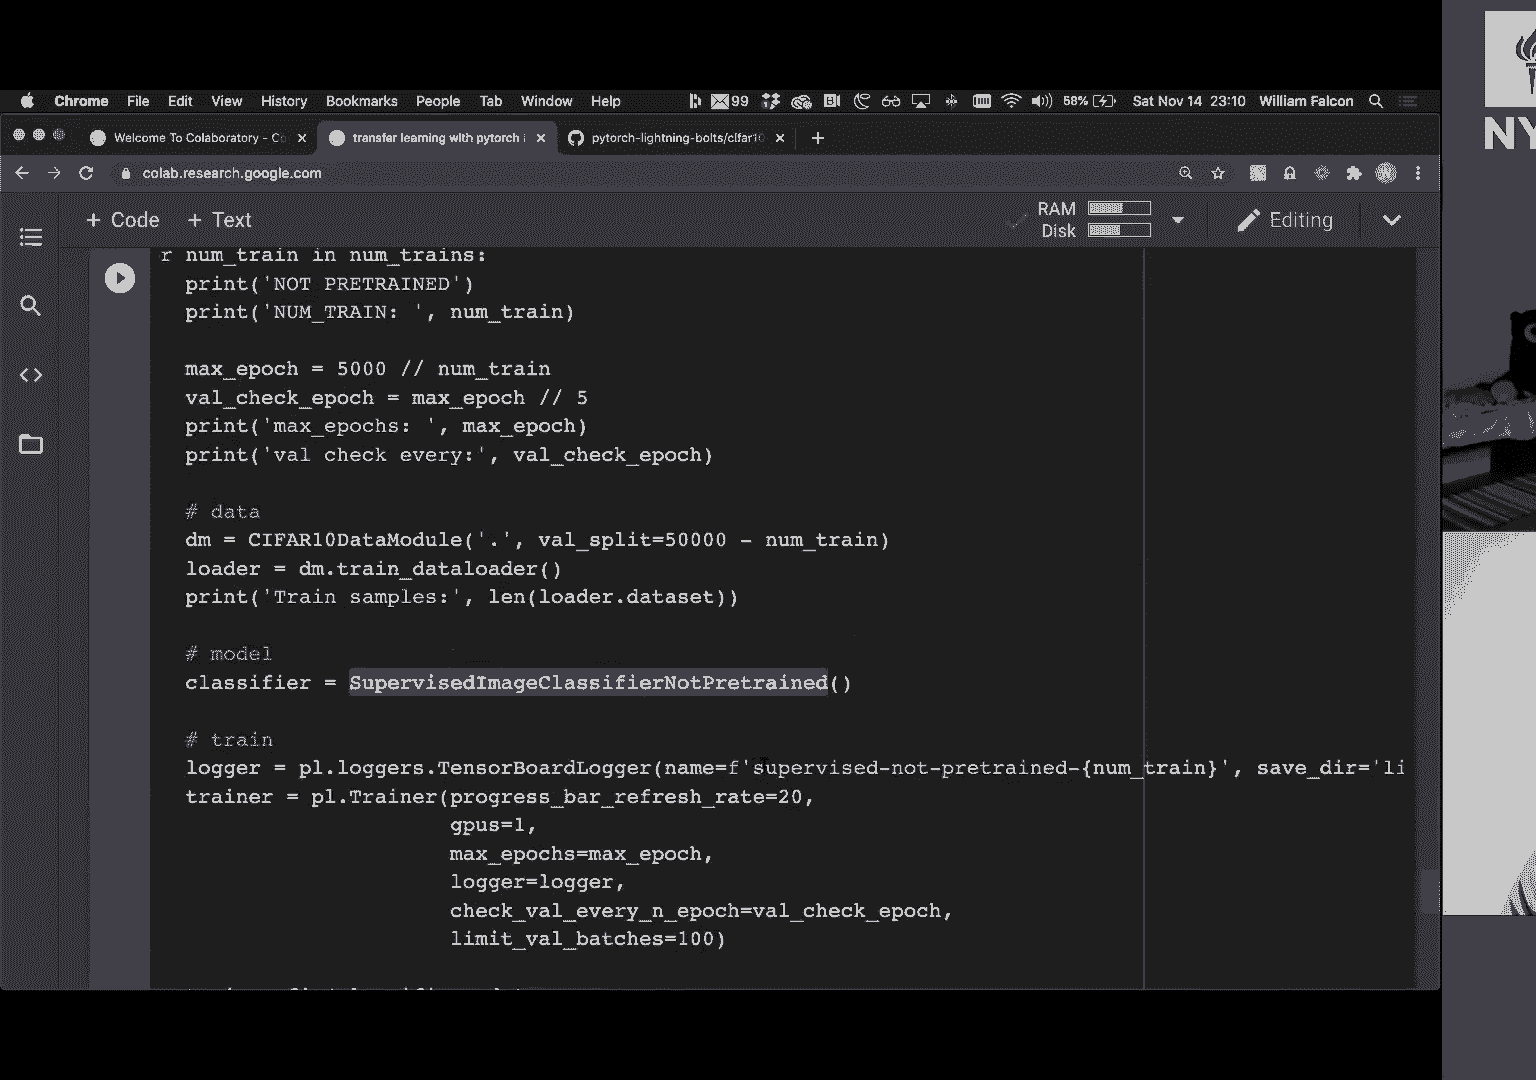 Chrome File Edit View History Bookmarks People Tab Window Help 99 58% Sat Nov 14 23:10 William Falcon
Welcome To Colaboratory - Co
transfer learning with pytorch
pytorch-lightning-bolts/cifar10
colab.research.google.com
NY
+ Code + Text RAM Disk Editing
r num_train in num_trains:
print('NOT PRETRAINED')
print('NUM_TRAIN: ', num_train)
max_epoch = 5000 // num_train
val_check_epoch = max_epoch // 5
print('max_epochs: ', max_epoch)
print('val check every:', val_check_epoch)
# data
dm = CIFAR10DataModule('.', val_split=50000 - num_train)
loader = dm.train_dataloader()
print('Train samples:', len(loader.dataset))
# model
classifier = SupervisedImageClassifierNotPretrained()
# train
logger = pl.loggers.TensorBoardLogger(name=f'supervised-not-pretrained-{num_train}', save_dir='li
trainer = pl.Trainer(progress_bar_refresh_rate=20,
gpus=1,
max_epochs=max_epoch,
logger=logger,
check_val_every_n_epoch=val_check_epoch,
limit_val_batches=100)